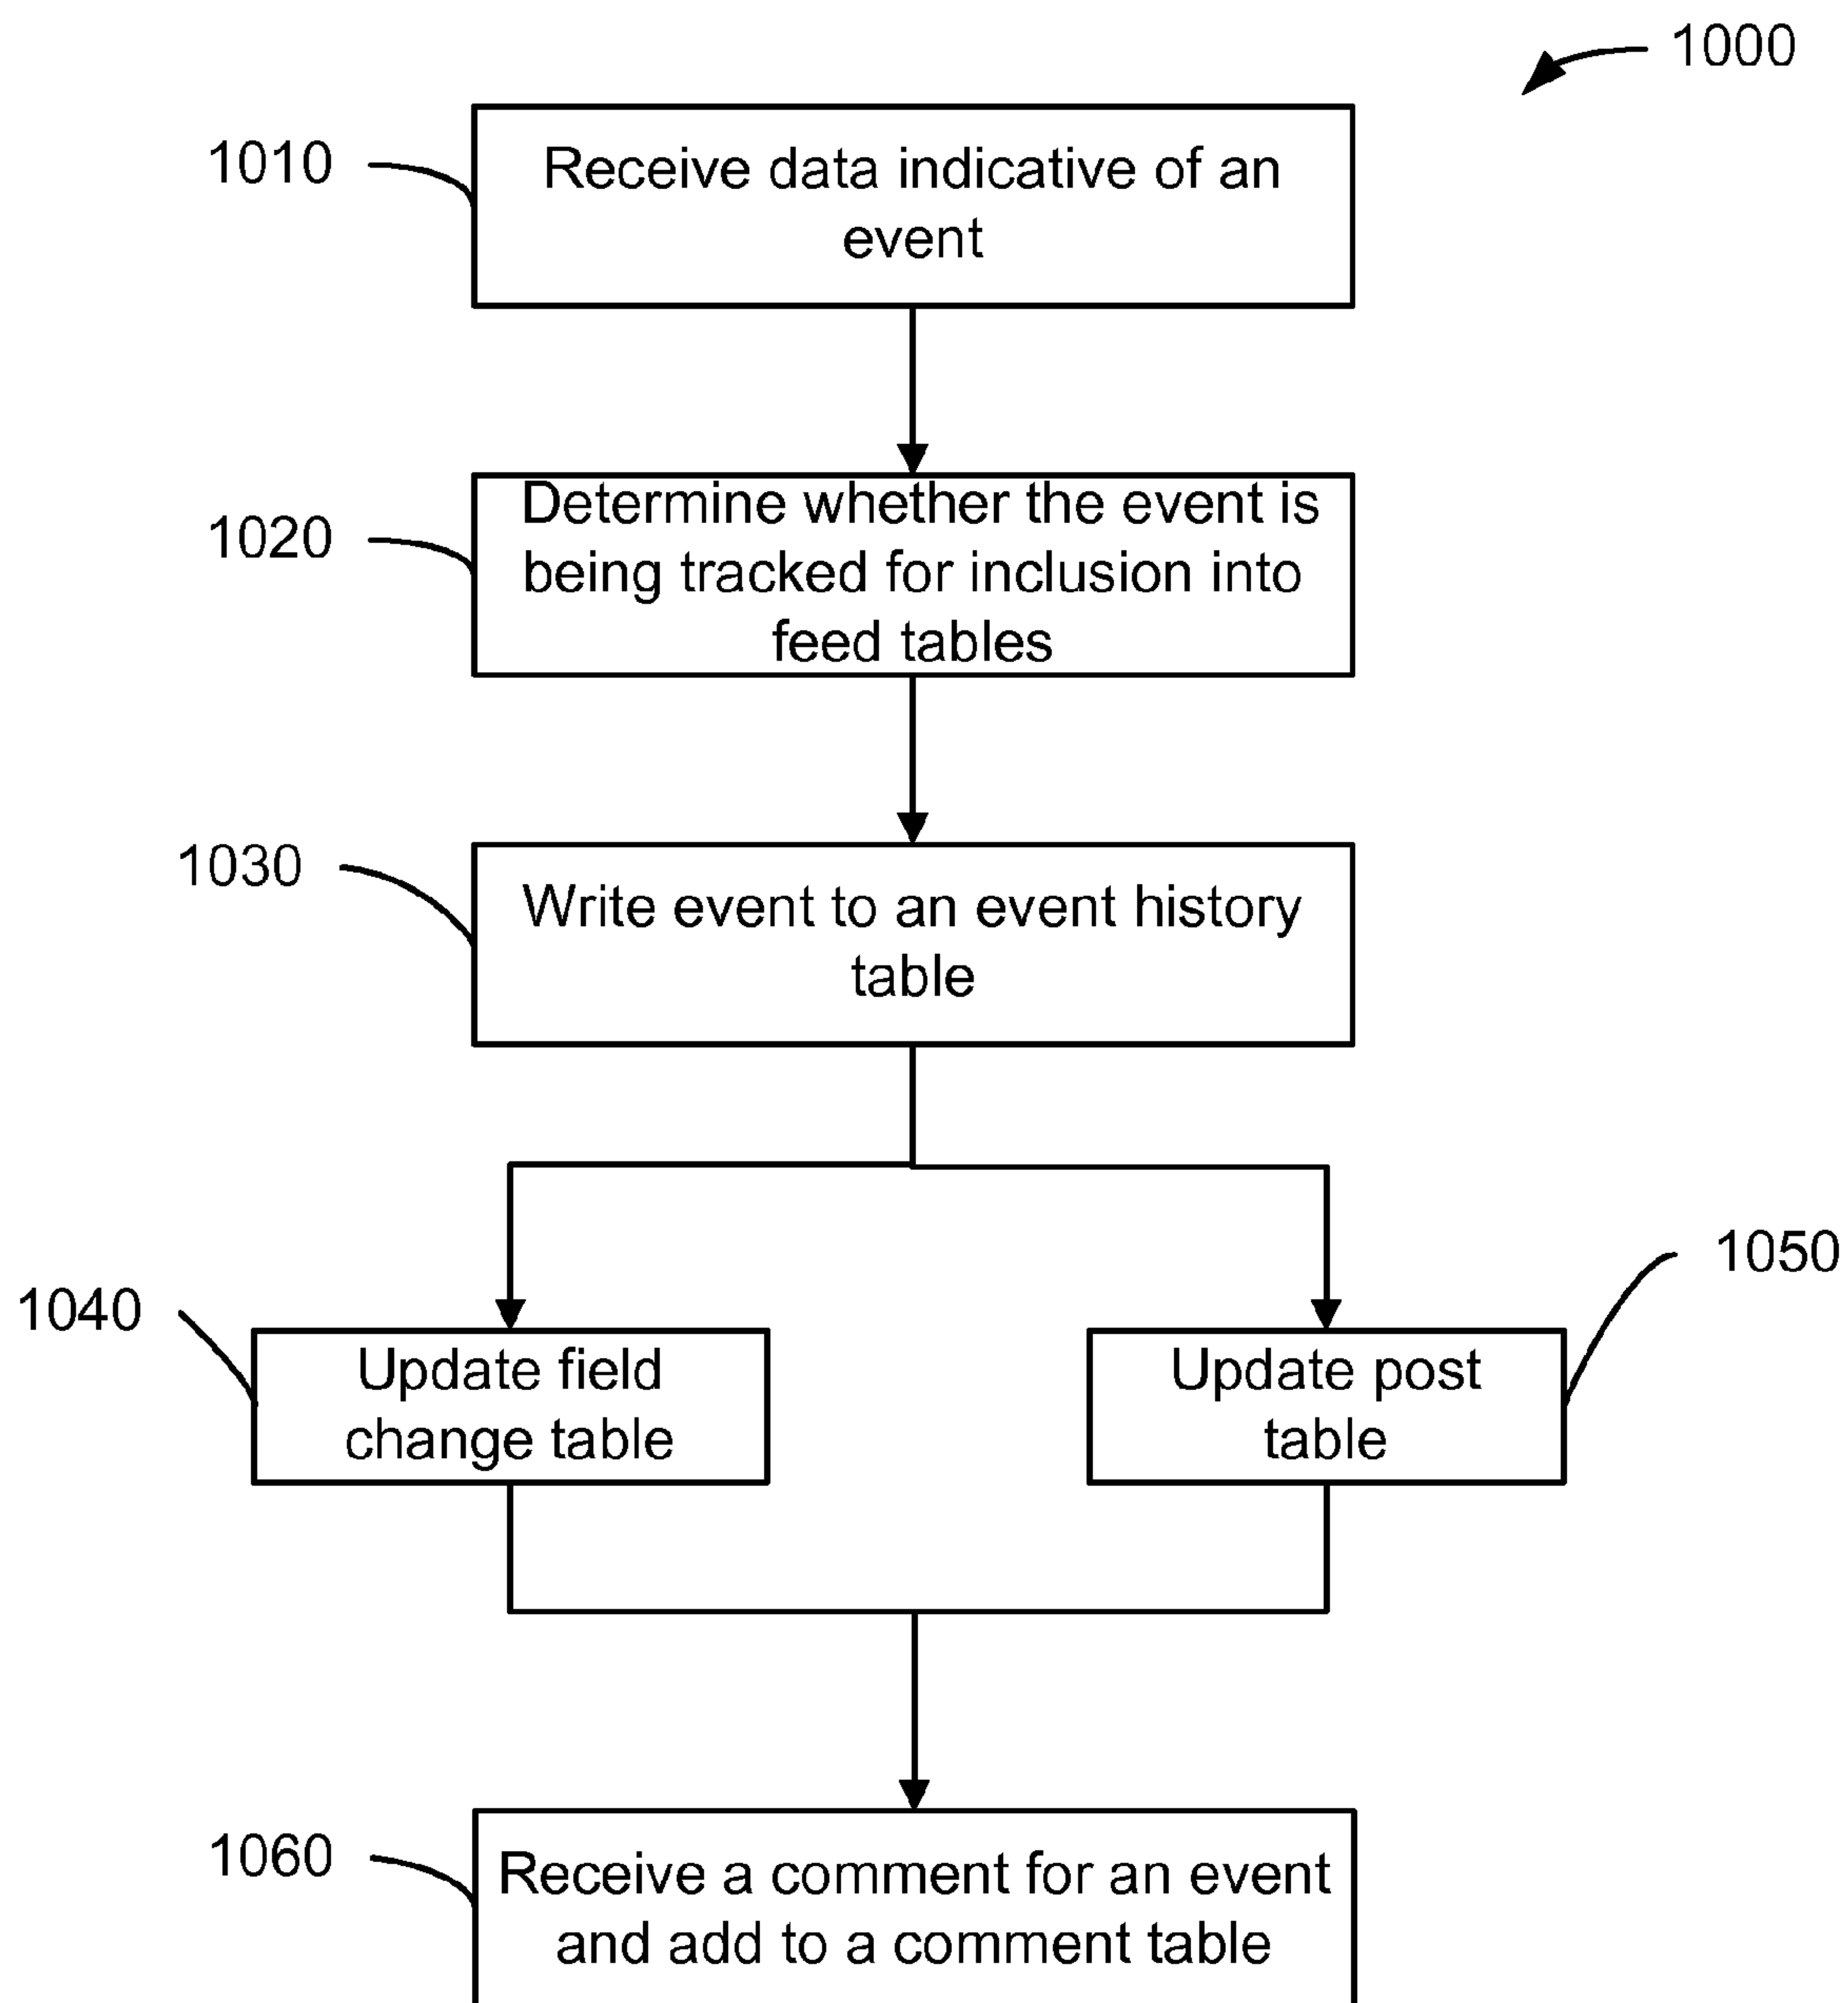 1000
1010
Receive data indicative of an
event
1020
Determine whether the event is
being tracked for inclusion into
feed tables
1030
Write event to an event history
table
1040
Update field
change table
1050
Update post
table
1060
Receive a comment for an event
and add to a comment table